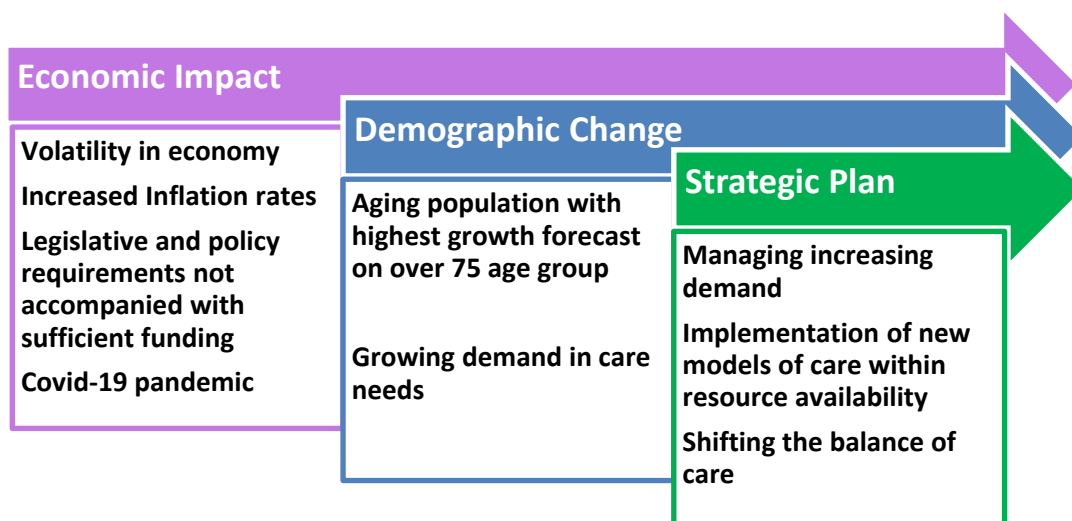 Economic Impact
Volatility in economy
Increased Inflation rates
Legislative and policy
requirements not
accompanied with
sufficient funding
Covid-19 pandemic
Demographic Change
Aging population with
highest growth forecast
on over 75 age group
Growing demand in care
needs
Strategic Plan
Managing increasing
demand
Implementation of new
models of care within
resource availability
Shifting the balance of
care